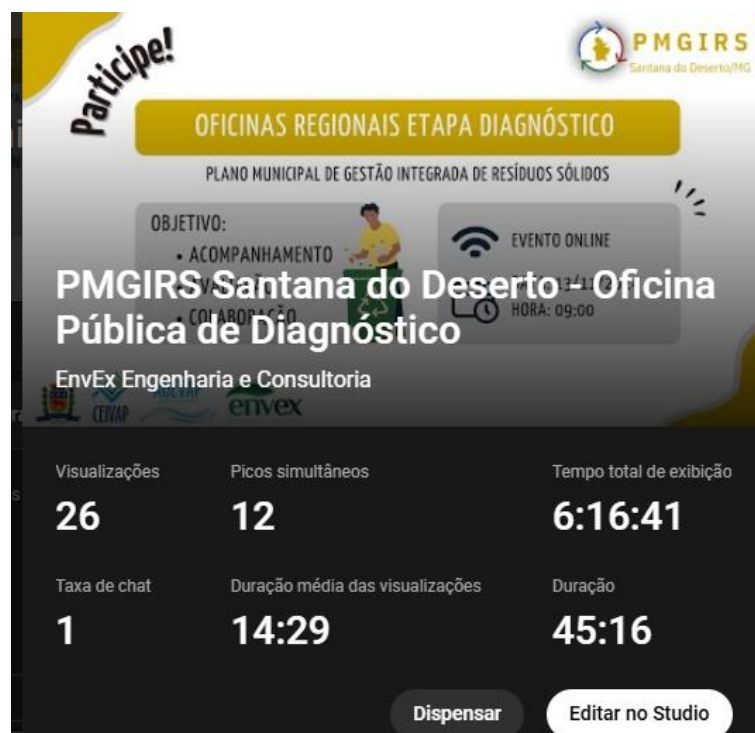 Participe!
PMGIRS
Santana do Deserto/MG
OFICINAS REGIONAIS ETAPA DIAGNÓSTICO
PLANO MUNICIPAL DE GESTÃO INTEGRADA DE RESÍDUOS SÓLIDOS
OBJETIVO:
• ACOMPANHAMENTO
• COLABORAÇÃO
EVENTO ONLINE
HORA: 09:00
PMGIRS Santana do Deserto - Oficina
Pública de Diagnóstico
EnvEx Engenharia e Consultoria
CEIVAP
AGEVAP
envex
Visualizações
26
Picos simultâneos
12
Tempo total de exibição
6:16:41
Taxa de chat
1
Duração média das visualizações
14:29
Duração
45:16
Dispensar
Editar no Studio